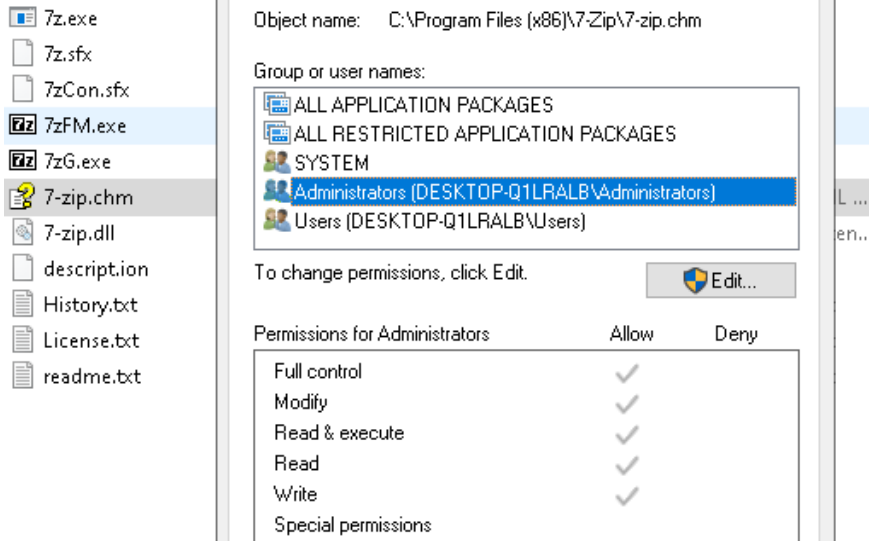 7z.exe
7z.sfx
7zCon.sfx
7zFM.exe
7zG.exe
7-zip.chm
7-zip.dll
descript.ion
History.txt
License.txt
readme.txt
Object name: C:\Program Files (x86)\7-Zip\7-zip.chm
Group or user names:
ALL APPLICATION PACKAGES
ALL RESTRICTED APPLICATION PACKAGES
SYSTEM
Administrators (DESKTOP-Q1LRALB\Administrators)
Users (DESKTOP-Q1LRALB\Users)
To change permissions, click Edit.
Edit...
Permissions for Administrators Allow Deny
Full control
Modify
Read & execute
Read
Write
Special permissions
L ...
en...